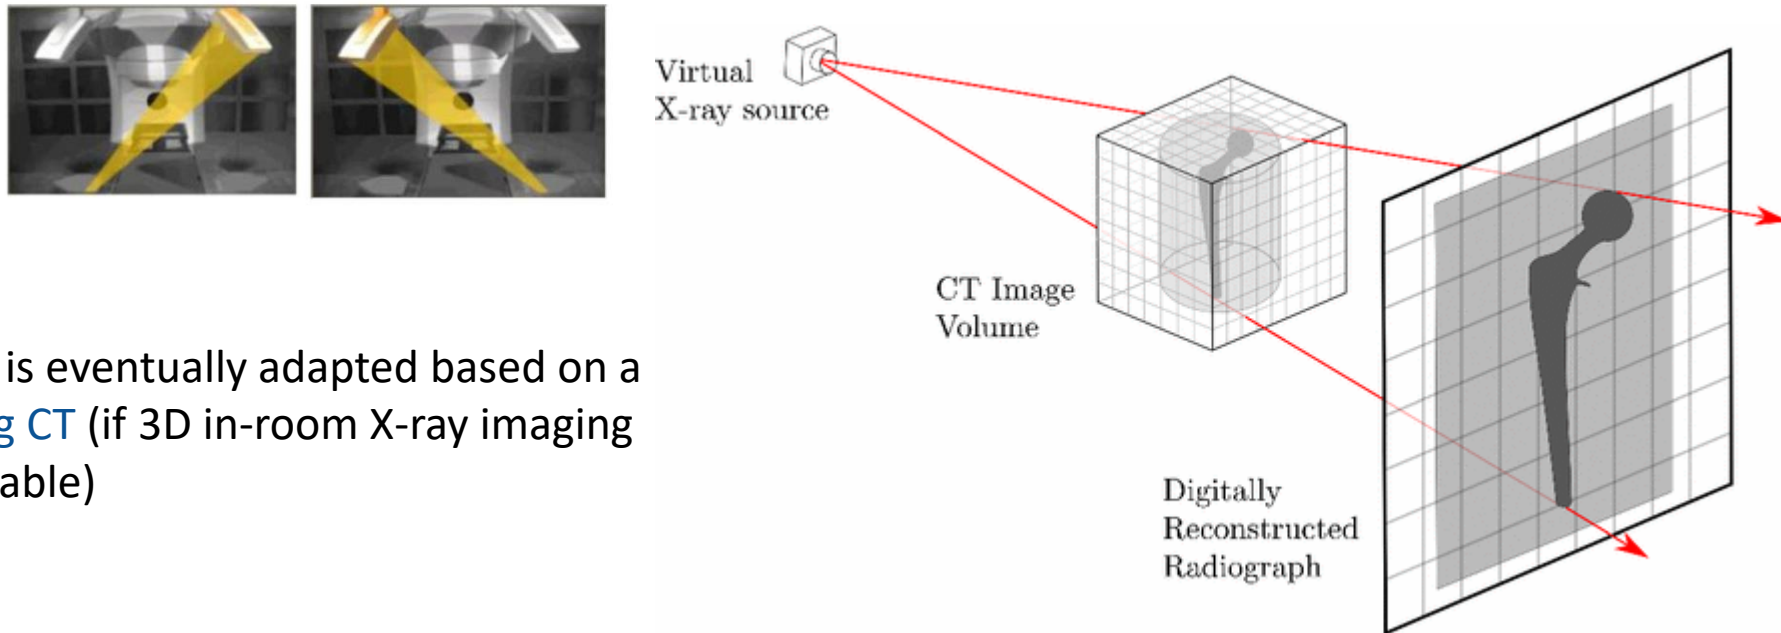 Virtual
X-ray source
CT Image
Volume
is eventually adapted based on a
g CT (if 3D in-room X-ray imaging
able)
Digitally
Reconstructed
Radiograph